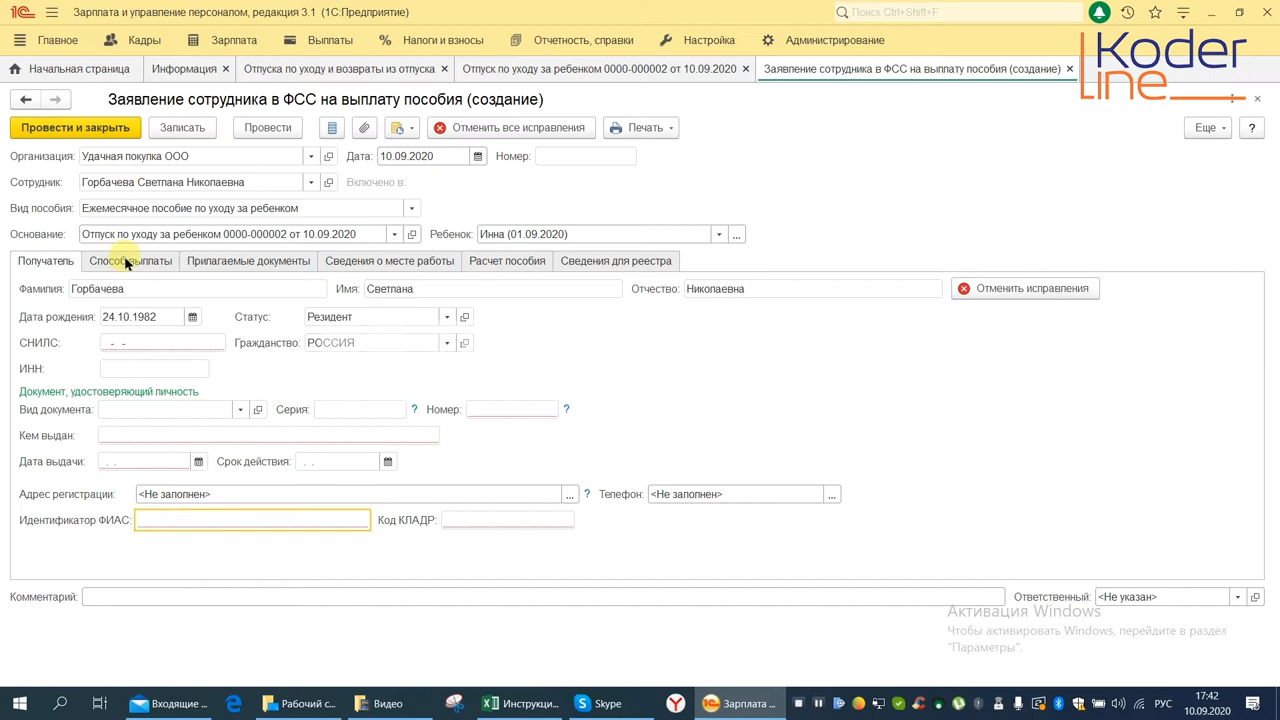 1С Зарплата и управление персоналом, редакция 3.1 (1С:Предприятие) Поиск Ctrl+Shift+F
Главное Кадры Зарплата Выплаты Налоги и взносы Отчетность, справки Настройка Администрирование
Koder Line
Начальная страница Информация × Отпуска по уходу и возвраты из отпуска × Отпуск по уходу за ребенком 0000-000002 от 10.09.2020 × Заявление сотрудника в ФСС на выплату пособия (создание) ×
Заявление сотрудника в ФСС на выплату пособия (создание)
Провести и закрыть Записать Провести Отменить все исправления Печать Еще ?
Организация: Удачная покупка ООО Дата: 10.09.2020 Номер:
Сотрудник: Горбачева Светлана Николаевна Включено в:
Вид пособия: Ежемесячное пособие по уходу за ребенком
Основание: Отпуск по уходу за ребенком 0000-000002 от 10.09.2020 Ребенок: Инна (01.09.2020) ...
Получатель Способ выплаты Прилагаемые документы Сведения о месте работы Расчет пособия Сведения для реестра
Фамилия: Горбачева Имя: Светлана Отчество: Николаевна Отменить исправления
Дата рождения: 24.10.1982 Статус: Резидент
СНИЛС: - - Гражданство: РОССИЯ
ИНН:
Документ, удостоверяющий личность
Вид документа: Серия: ? Номер: ?
Кем выдан:
Дата выдачи: . . Срок действия: . .
Адрес регистрации: <Не заполнен> ... ? Телефон: <Не заполнен> ...
Идентификатор ФИАС: Код КЛАДР:
Комментарий: Ответственный: <Не указан>
Активация Windows
Чтобы активировать Windows, перейдите в раздел
"Параметры".
Входящие ... Рабочий с... Видео Инструкци... Skype Зарплата ... РУС 17:42
10.09.2020